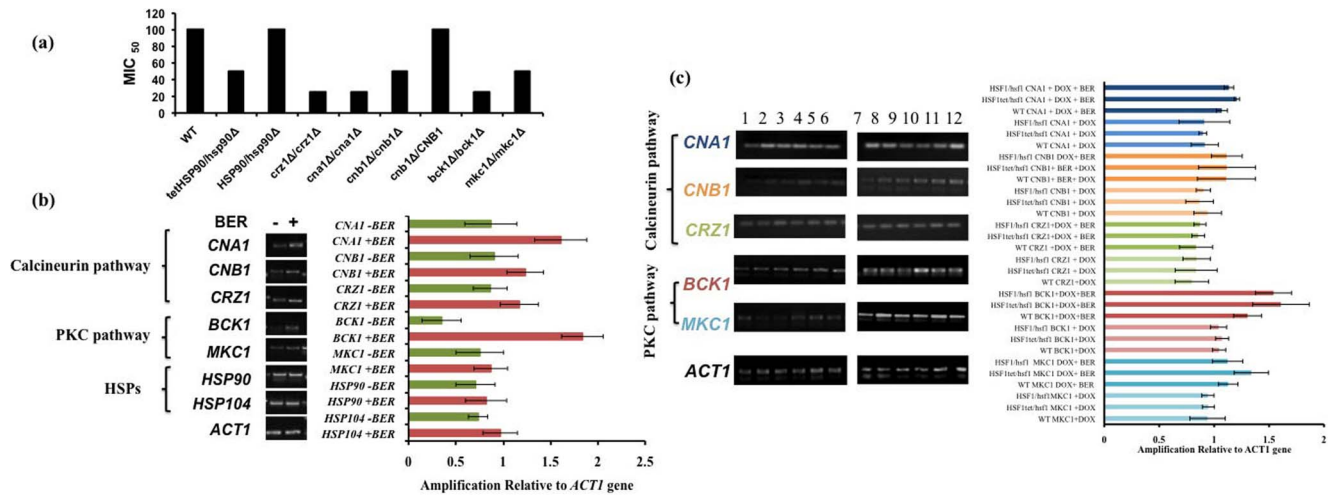 (a)
MIC 50
120
100
80
60
40
20
0
WT
tetHSP90/hsp90Δ
HSP90/hsp90Δ
crz1Δ/crz1Δ
cna1Δ/cna1Δ
cnb1Δ/cnb1Δ
cnb1Δ/CNB1
bck1Δ/bck1Δ
mkc1Δ/mkc1Δ
(b)
BER - +
Calcineurin pathway
CNA1
CNB1
CRZ1
PKC pathway
BCK1
MKC1
HSPs
HSP90
HSP104
ACT1
CNA1 -BER
CNA1 +BER
CNB1 -BER
CNB1 +BER
CRZ1 -BER
CRZ1 +BER
BCK1 -BER
BCK1 +BER
MKC1 -BER
MKC1 +BER
HSP90 -BER
HSP90 +BER
HSP104 -BER
HSP104 +BER
0 0.5 1 1.5 2 2.5
Amplification Relative to ACT1 gene
(c)
1 2 3 4 5 6 7 8 9 10 11 12
Calcineurin pathway
CNA1
CNB1
CRZ1
PKC pathway
BCK1
MKC1
ACT1
HSF1/hsf1 CNA1 + DOX + BER
HSF1tet/hsf1 CNA1 + DOX + BER
WT CNA1 + DOX + BER
HSF1/hsf1 CNA1 + DOX
HSF1tet/hsf1 CNA1 + DOX
WT CNA1 + DOX
HSF1/hsf1 CNB1 DOX+ BER
HSF1tet/hsf1 CNB1+ BER +DOX
WT CNB1+ BER+ DOX
HSF1/hsf1 CNB1 + DOX
HSF1tet/hsf1 CNB1 + DOX
WT CNB1 + DOX
HSF1/hsf1 CRZ1+DOX + BER
HSF1tet/hsf1 CRZ1+DOX + BER
WT CRZ1 +DOX + BER
HSF1/hsf1 CRZ1 + DOX
HSF1tet/hsf1 CRZ1 + DOX
WT CRZ1+DOX
HSF1/hsf1 BCK1+DOX+BER
HSF1tet/hsf1 BCK1+DOX+BER
WT BCK1+DOX+BER
HSF1/hsf1 BCK1 + DOX
HSF1tet/hsf1 BCK1+DOX
WT BCK1+DOX
HSF1/hsf1 MKC1 DOX+ BER
HSF1tet/hsf1 MKC1 DOX+ BER
WT MKC1 DOX+ BER
HSF1/hsf1MKC1 +DOX
HSF1tet/hsf1 MKC1 +DOX
WT MKC1+DOX
0 0.5 1 1.5 2
Amplification Relative to ACT1 gene